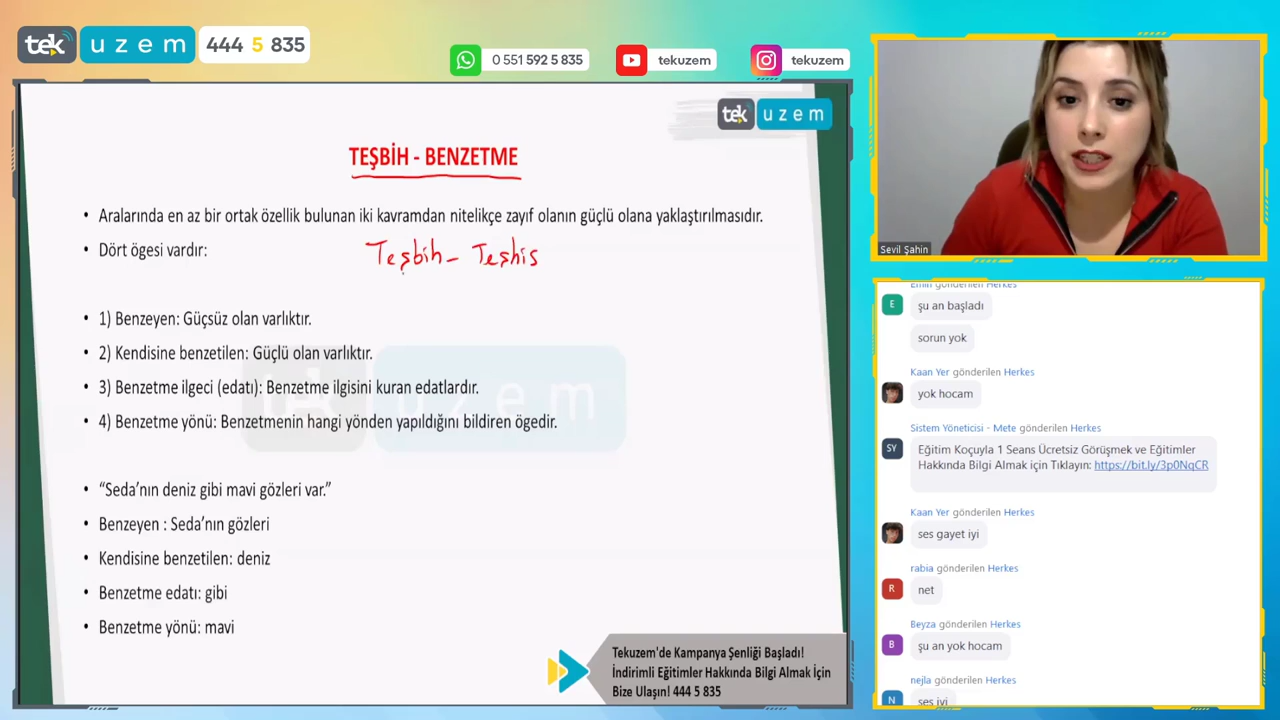 tek uzem 444 5 835
0 551 592 5 835
tekuzem
tekuzem
tek uzem
TEŞBİH - BENZETME
• Aralarında en az bir ortak özellik bulunan iki kavramdan nitelikçe zayıf olanın güçlü olana yaklaştırılmasıdır.
• Dört ögesi vardır:
Teşbih - Teşhis
• 1) Benzeyen: Güçsüz olan varlıktır.
• 2) Kendisine benzetilen: Güçlü olan varlıktır.
• 3) Benzetme ilgeci (edatı): Benzetme ilgisini kuran edatlardır.
• 4) Benzetme yönü: Benzetmenin hangi yönden yapıldığını bildiren ögedir.
tek uzem
• “Seda’nın deniz gibi mavi gözleri var.”
• Benzeyen : Seda’nın gözleri
• Kendisine benzetilen: deniz
• Benzetme edatı: gibi
• Benzetme yönü: mavi
Tekuzem'de Kampanya Şenliği Başladı!
İndirimli Eğitimler Hakkında Bilgi Almak İçin
Bize Ulaşın! 444 5 835
Sevil Şahin
Emin gönderilen Herkes
E
şu an başladı
sorun yok
Kaan Yer gönderilen Herkes
yok hocam
Sistem Yöneticisi - Mete gönderilen Herkes
SY
Eğitim Koçuyla 1 Seans Ücretsiz Görüşmek ve Eğitimler
Hakkında Bilgi Almak için Tıklayın: https://bit.ly/3p0NqCR
Kaan Yer gönderilen Herkes
ses gayet iyi
rabia gönderilen Herkes
R
net
Beyza gönderilen Herkes
B
şu an yok hocam
nejla gönderilen Herkes
N
ses iyi